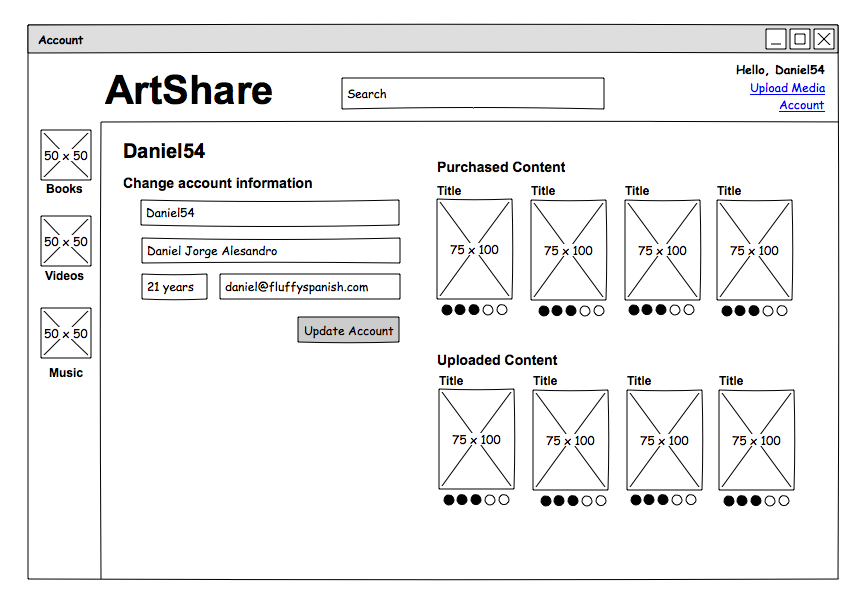 Account
Hello, Daniel54
ArtShare
Search
Upload Media
Account
50 x 50
Books
50 x 50
Videos
50 x 50
Music
Daniel54
Change account information
Daniel54
Daniel Jorge Alesandro
21 years
daniel@fluffyspanish.com
Update Account
Purchased Content
Title Title Title Title
75 x 100 75 x 100 75 x 100 75 x 100
Uploaded Content
Title Title Title Title
75 x 100 75 x 100 75 x 100 75 x 100